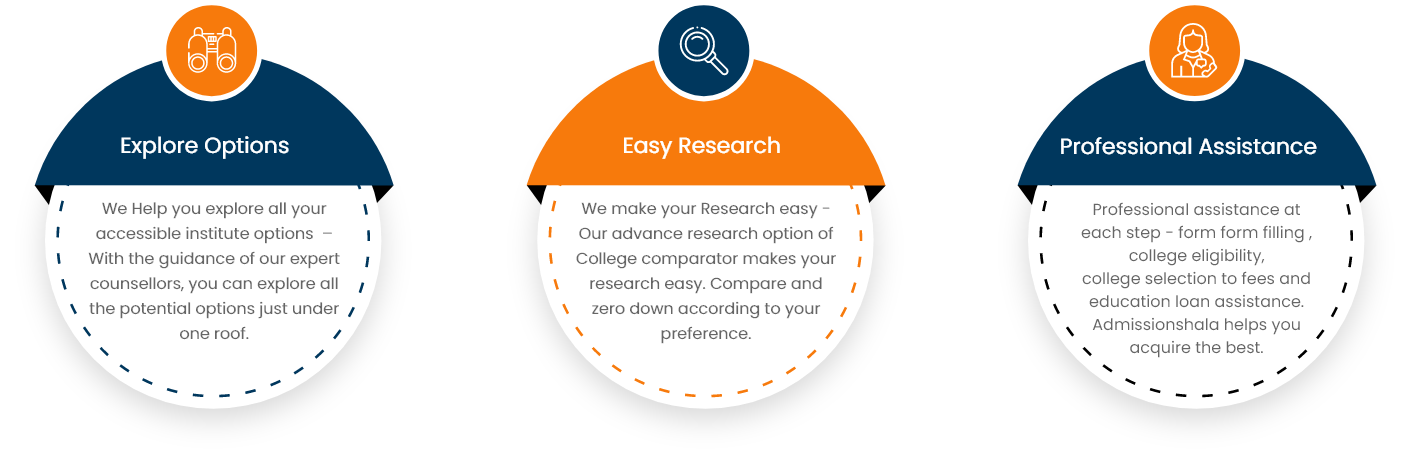 Explore Options
We Help you explore all your
accessible institute options –
With the guidance of our expert
counsellors, you can explore all
the potential options just under
one roof.
Easy Research
We make your Research easy -
Our advance research option of
College comparator makes your
research easy. Compare and
zero down according to your
preference.
Professional Assistance
Professional assistance at
each step - form form filling ,
college eligibility,
college selection to fees and
education loan assistance.
Admissionshala helps you
acquire the best.